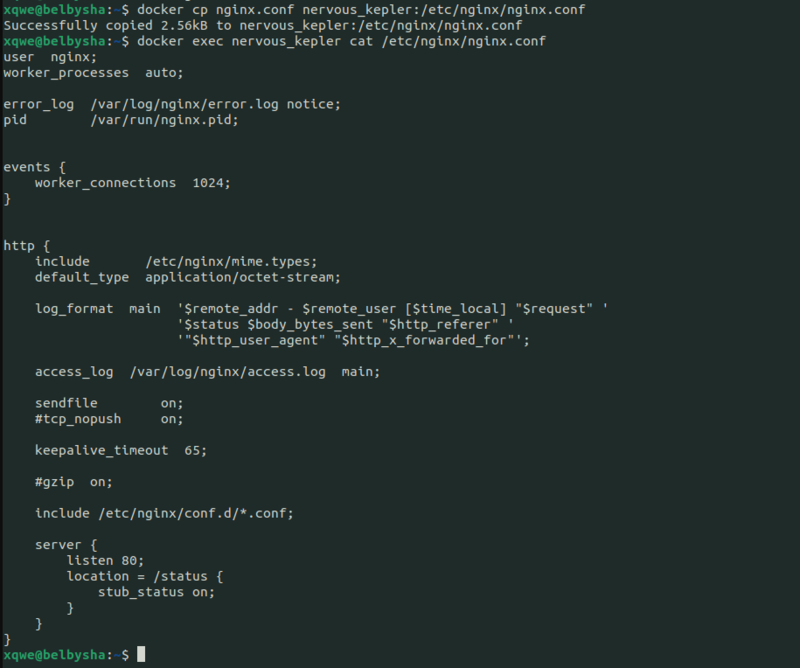 xqwe@belbysha:~$ docker cp nginx.conf nervous_kepler:/etc/nginx/nginx.conf
Successfully copied 2.56kB to nervous_kepler:/etc/nginx/nginx.conf
xqwe@belbysha:~$ docker exec nervous_kepler cat /etc/nginx/nginx.conf
user  nginx;
worker_processes  auto;

error_log  /var/log/nginx/error.log notice;
pid        /var/run/nginx.pid;


events {
    worker_connections  1024;
}


http {
    include       /etc/nginx/mime.types;
    default_type  application/octet-stream;

    log_format  main  '$remote_addr - $remote_user [$time_local] "$request" '
                      '$status $body_bytes_sent "$http_referer" '
                      '"$http_user_agent" "$http_x_forwarded_for"';

    access_log  /var/log/nginx/access.log  main;

    sendfile        on;
    #tcp_nopush     on;

    keepalive_timeout  65;

    #gzip  on;

    include /etc/nginx/conf.d/*.conf;

    server {
        listen 80;
        location = /status {
            stub_status on;
        }
    }
}
xqwe@belbysha:~$